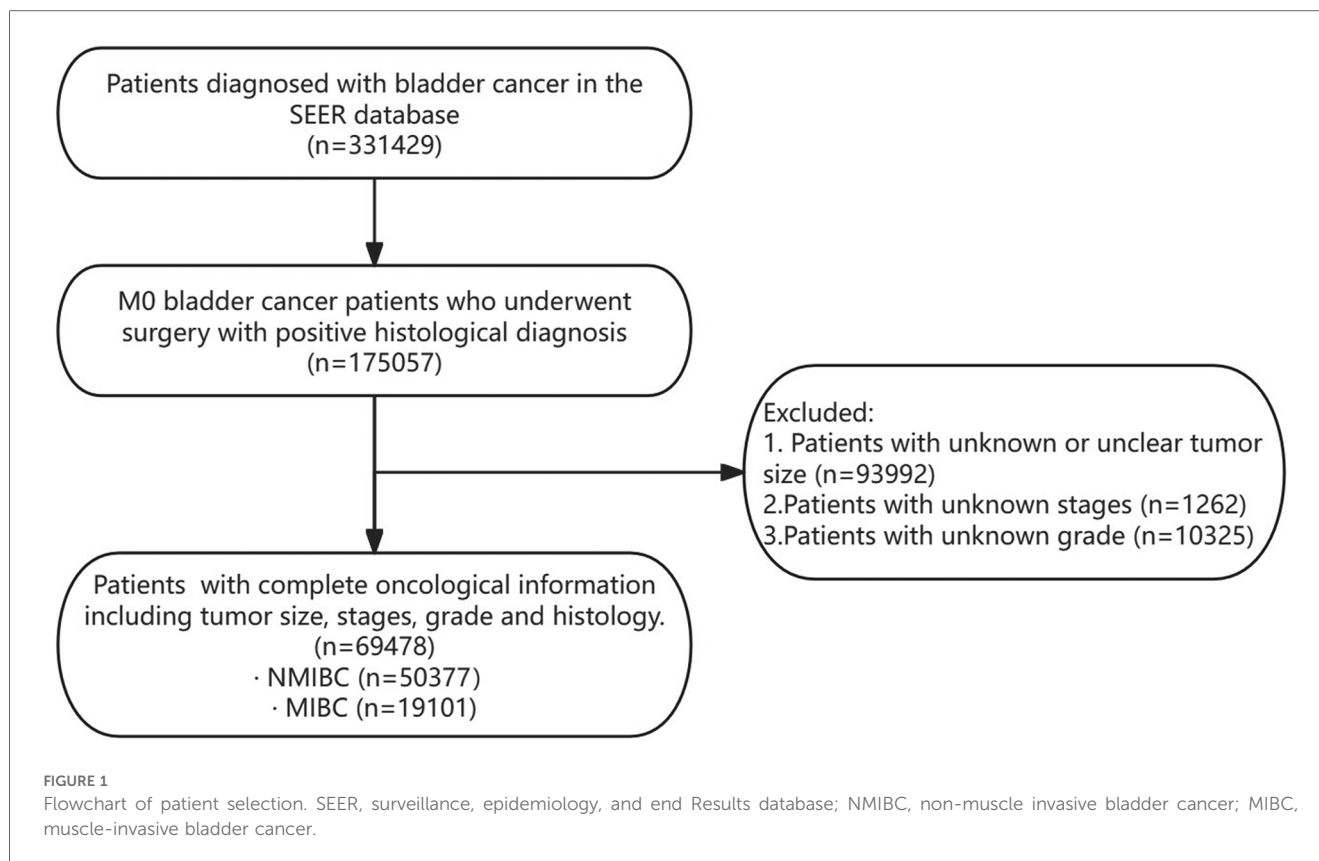 Patients diagnosed with bladder cancer in the
SEER database
(n=331429)
M0 bladder cancer patients who underwent
surgery with positive histological diagnosis
(n=175057)
Excluded:
1. Patients with unknown or unclear tumor
size (n=93992)
2.Patients with unknown stages (n=1262)
3.Patients with unknown grade (n=10325)
Patients  with complete oncological information
including tumor size, stages, grade and histology.
(n=69478)
· NMIBC (n=50377)
· MIBC (n=19101)
FIGURE 1
Flowchart of patient selection. SEER, surveillance, epidemiology, and end Results database; NMIBC, non-muscle invasive bladder cancer; MIBC,
muscle-invasive bladder cancer.